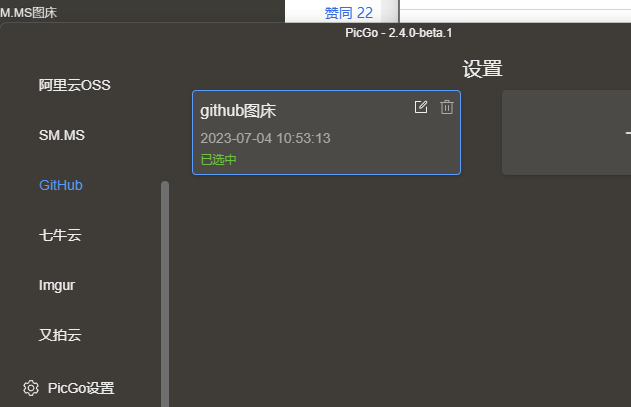 M.MS图床
赞同 22
PicGo - 2.4.0-beta.1
设置
阿里云OSS
SM.MS
GitHub
七牛云
Imgur
又拍云
PicGo设置
github图床
2023-07-04 10:53:13
已选中